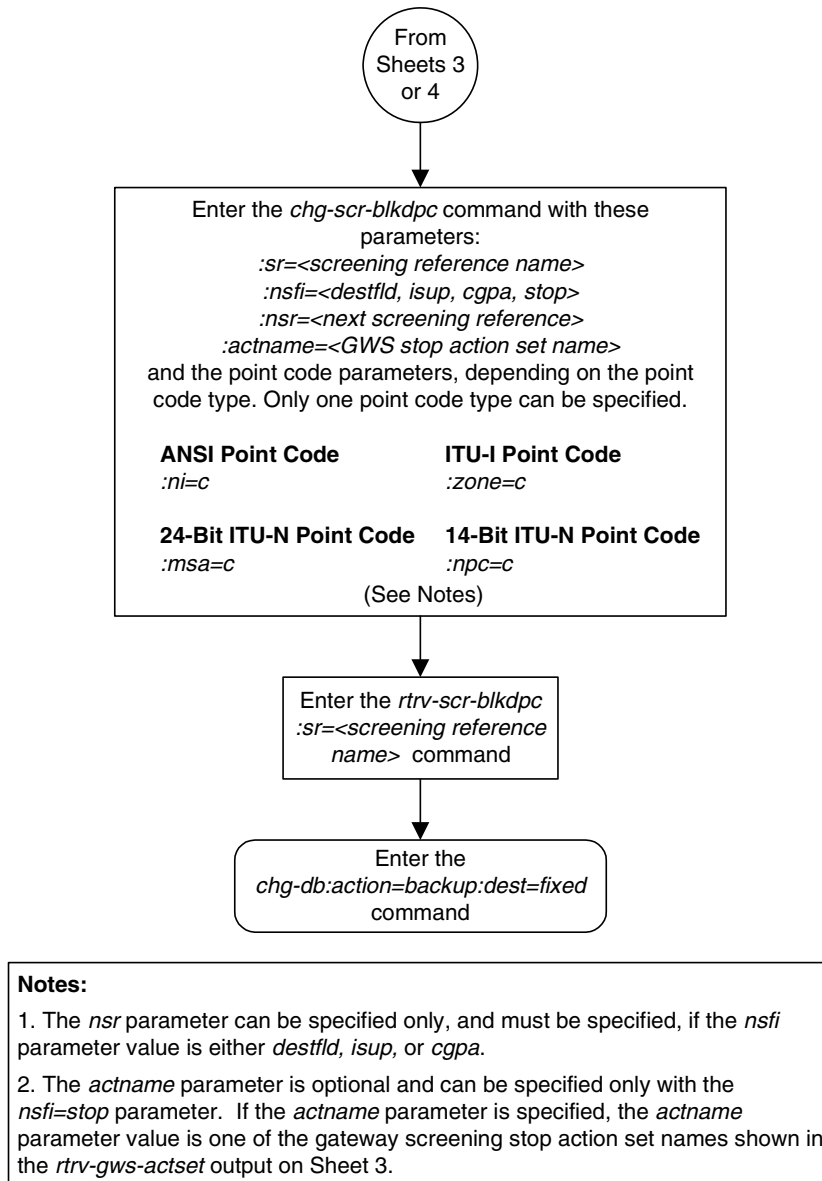 From
Sheets 3
or 4
Enter the chg-scr-blkdpc command with these
parameters:
:sr=<screening reference name>
:nsfi=<destfld, isup, cgpa, stop>
:nsr=<next screening reference>
:actname=<GWS stop action set name>
and the point code parameters, depending on the point
code type. Only one point code type can be specified.
ANSI Point Code
:ni=c
ITU-I Point Code
:zone=c
24-Bit ITU-N Point Code
:msa=c
14-Bit ITU-N Point Code
:npc=c
(See Notes)
Enter the rtrv-scr-blkdpc
:sr=<screening reference
name> command
Enter the
chg-db:action=backup:dest=fixed
command
Notes:
1. The nsr parameter can be specified only, and must be specified, if the nsfi
parameter value is either destfld, isup, or cgpa.
2. The actname parameter is optional and can be specified only with the
nsfi=stop parameter. If the actname parameter is specified, the actname
parameter value is one of the gateway screening stop action set names shown in
the rtrv-gws-actset output on Sheet 3.